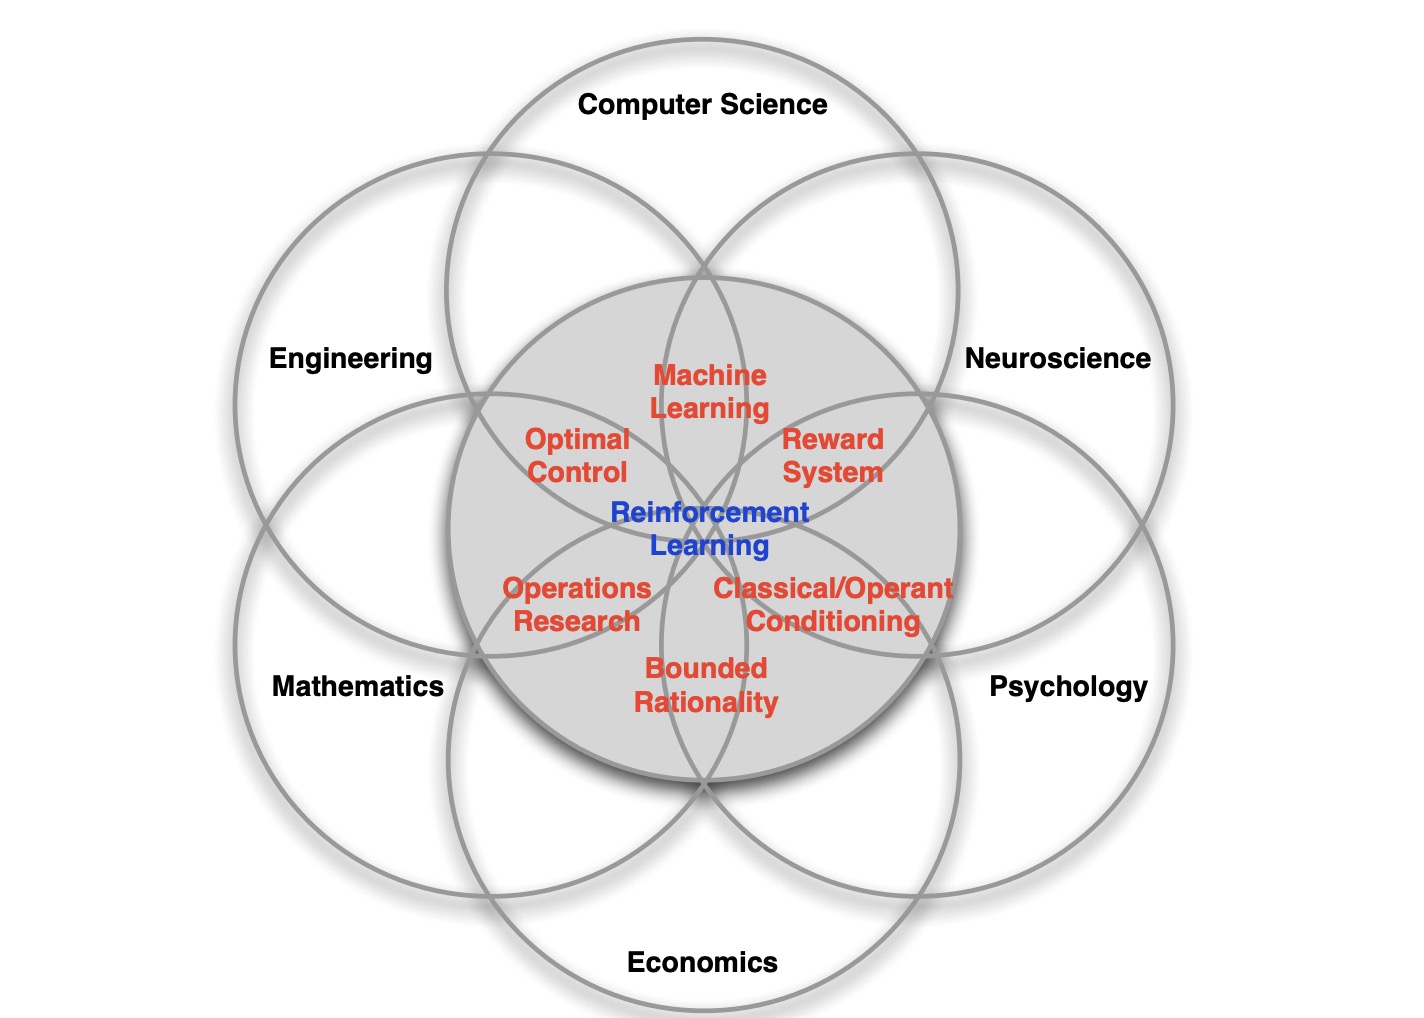 Computer Science
Engineering
Neuroscience
Machine
Learning
Optimal
Control
Reward
System
Reinforcement
Learning
Operations
Research
Classical/Operant
Conditioning
Bounded
Rationality
Mathematics
Psychology
Economics